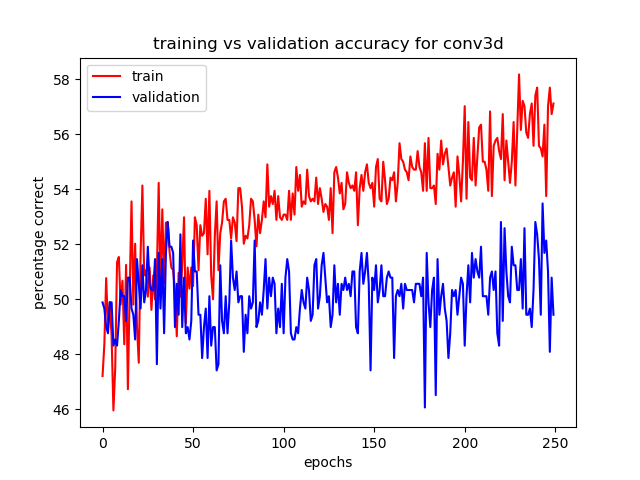 training vs validation accuracy for conv3d
train
validation
percentage correct
58
56
54
52
50
48
46
0
50
100
150
200
250
epochs